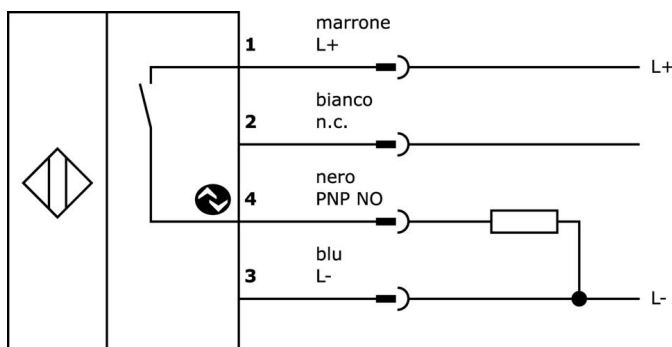 marrone
1 L+ L+
bianco
2 n.c.
nero
4 PNP NO
blu
3 L- L-